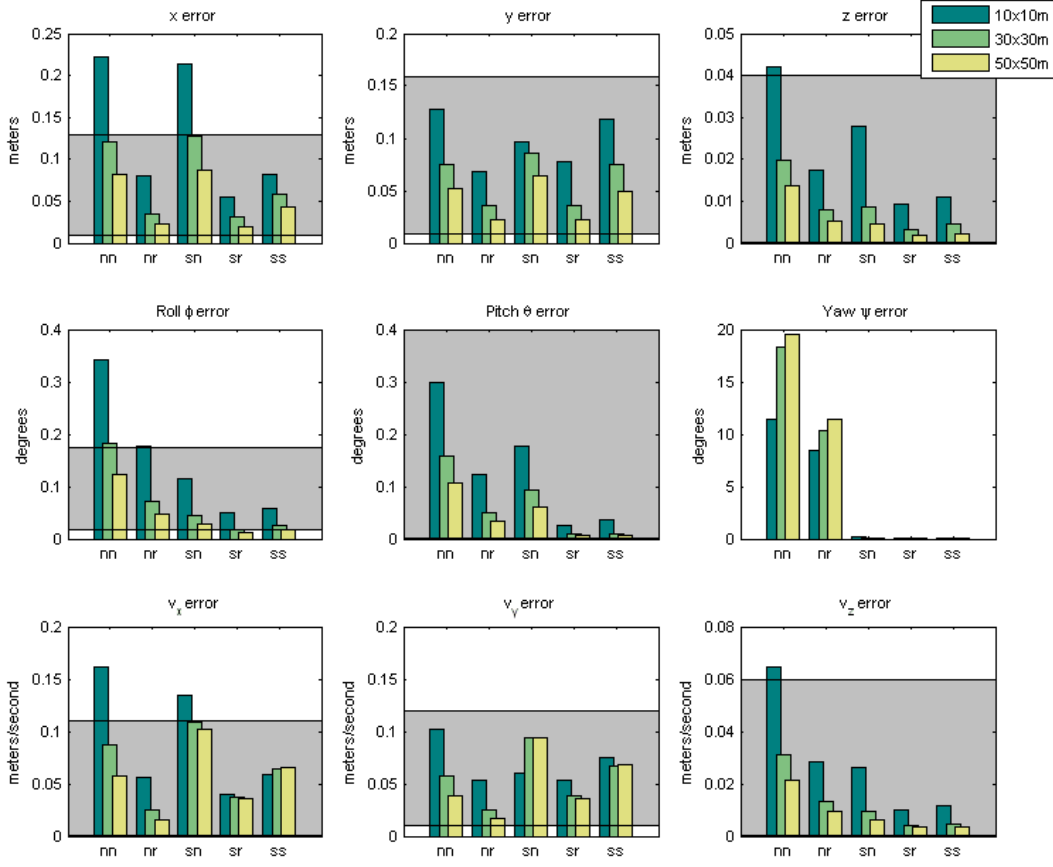 x error
y error
z error
10x10m
30x30m
50x50m
0.25
0.2
0.15
0.1
0.05
0
meters
nn nr sn sr ss
0.2
0.15
0.1
0.05
0
meters
nn nr sn sr ss
0.05
0.04
0.03
0.02
0.01
0
meters
nn nr sn sr ss
Roll ϕ error
Pitch θ error
Yaw ψ error
0.4
0.3
0.2
0.1
0
degrees
nn nr sn sr ss
0.4
0.3
0.2
0.1
0
degrees
nn nr sn sr ss
20
15
10
5
0
degrees
nn nr sn sr ss
v_x error
v_y error
v_z error
0.2
0.15
0.1
0.05
0
meters/second
nn nr sn sr ss
0.2
0.15
0.1
0.05
0
meters/second
nn nr sn sr ss
0.08
0.06
0.04
0.02
0
meters/second
nn nr sn sr ss